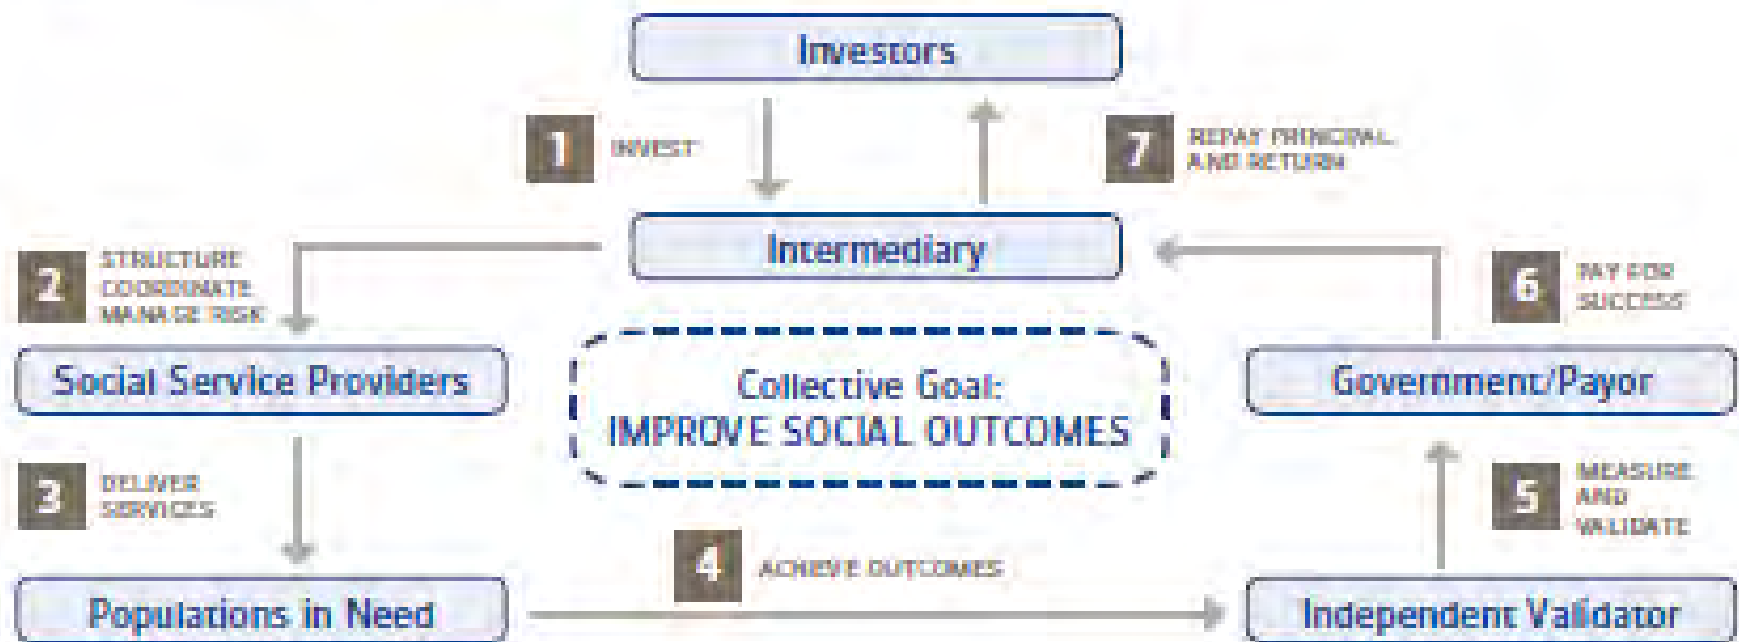 Investors
1
INVEST
7
REPAY PRINCIPAL
AND RETURN
Intermediary
2
STRUCTURE
COORDINATE
MANAGE RISK
6
PAY FOR
SUCCESS
Social Service Providers
Collective Goal:
IMPROVE SOCIAL OUTCOMES
Government/Payor
3
DELIVER
SERVICES
5
MEASURE
AND
VALIDATE
4
ACHIEVE OUTCOMES
Populations in Need
Independent Validator